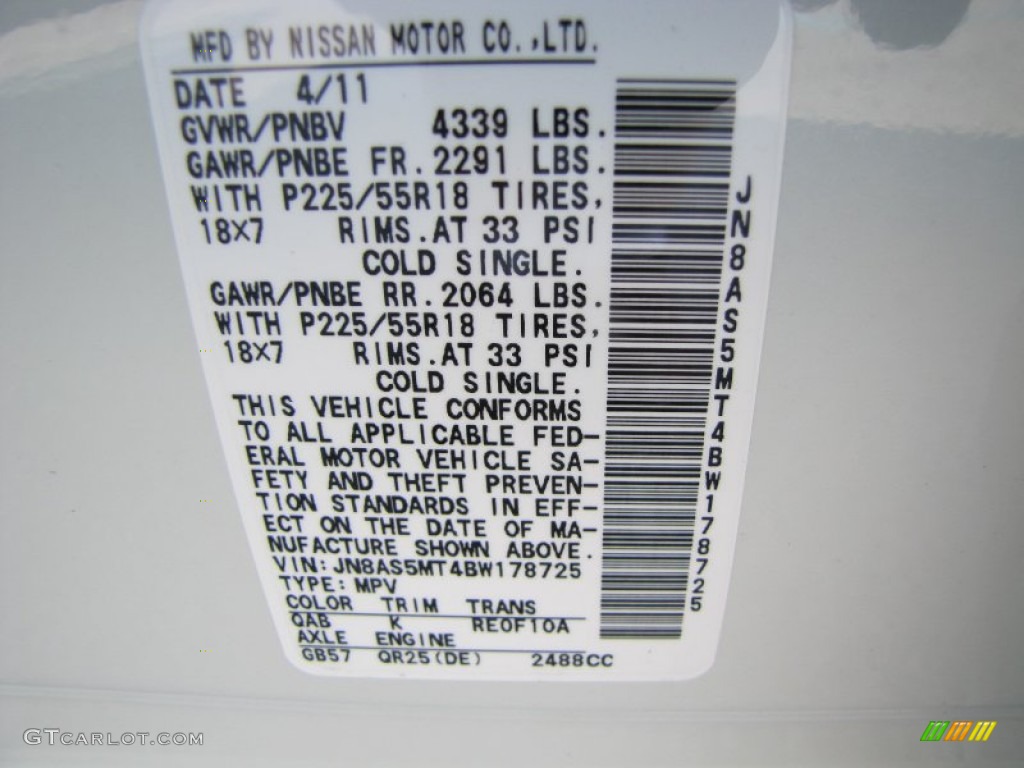 MFD BY NISSAN MOTOR CO.,LTD.
DATE 4/11
GVWR/PNBV 4339 LBS.
GAWR/PNBE FR.2291 LBS.
WITH P225/55R18 TIRES,
18X7 RIMS.AT 33 PSI
COLD SINGLE.
GAWR/PNBE RR.2064 LBS.
WITH P225/55R18 TIRES,
18X7 RIMS.AT 33 PSI
COLD SINGLE.
THIS VEHICLE CONFORMS
TO ALL APPLICABLE FED-
ERAL MOTOR VEHICLE SA-
FETY AND THEFT PREVEN-
TION STANDARDS IN EFF-
ECT ON THE DATE OF MA-
NUFACTURE SHOWN ABOVE.
VIN:JN8AS5MT4BW178725
TYPE:MPV
COLOR TRIM TRANS
QAB K RE0F10A
AXLE ENGINE
GB57 QR25(DE) 2488CC
JN8AS5MT4BW178725
GTCARLOT.COM